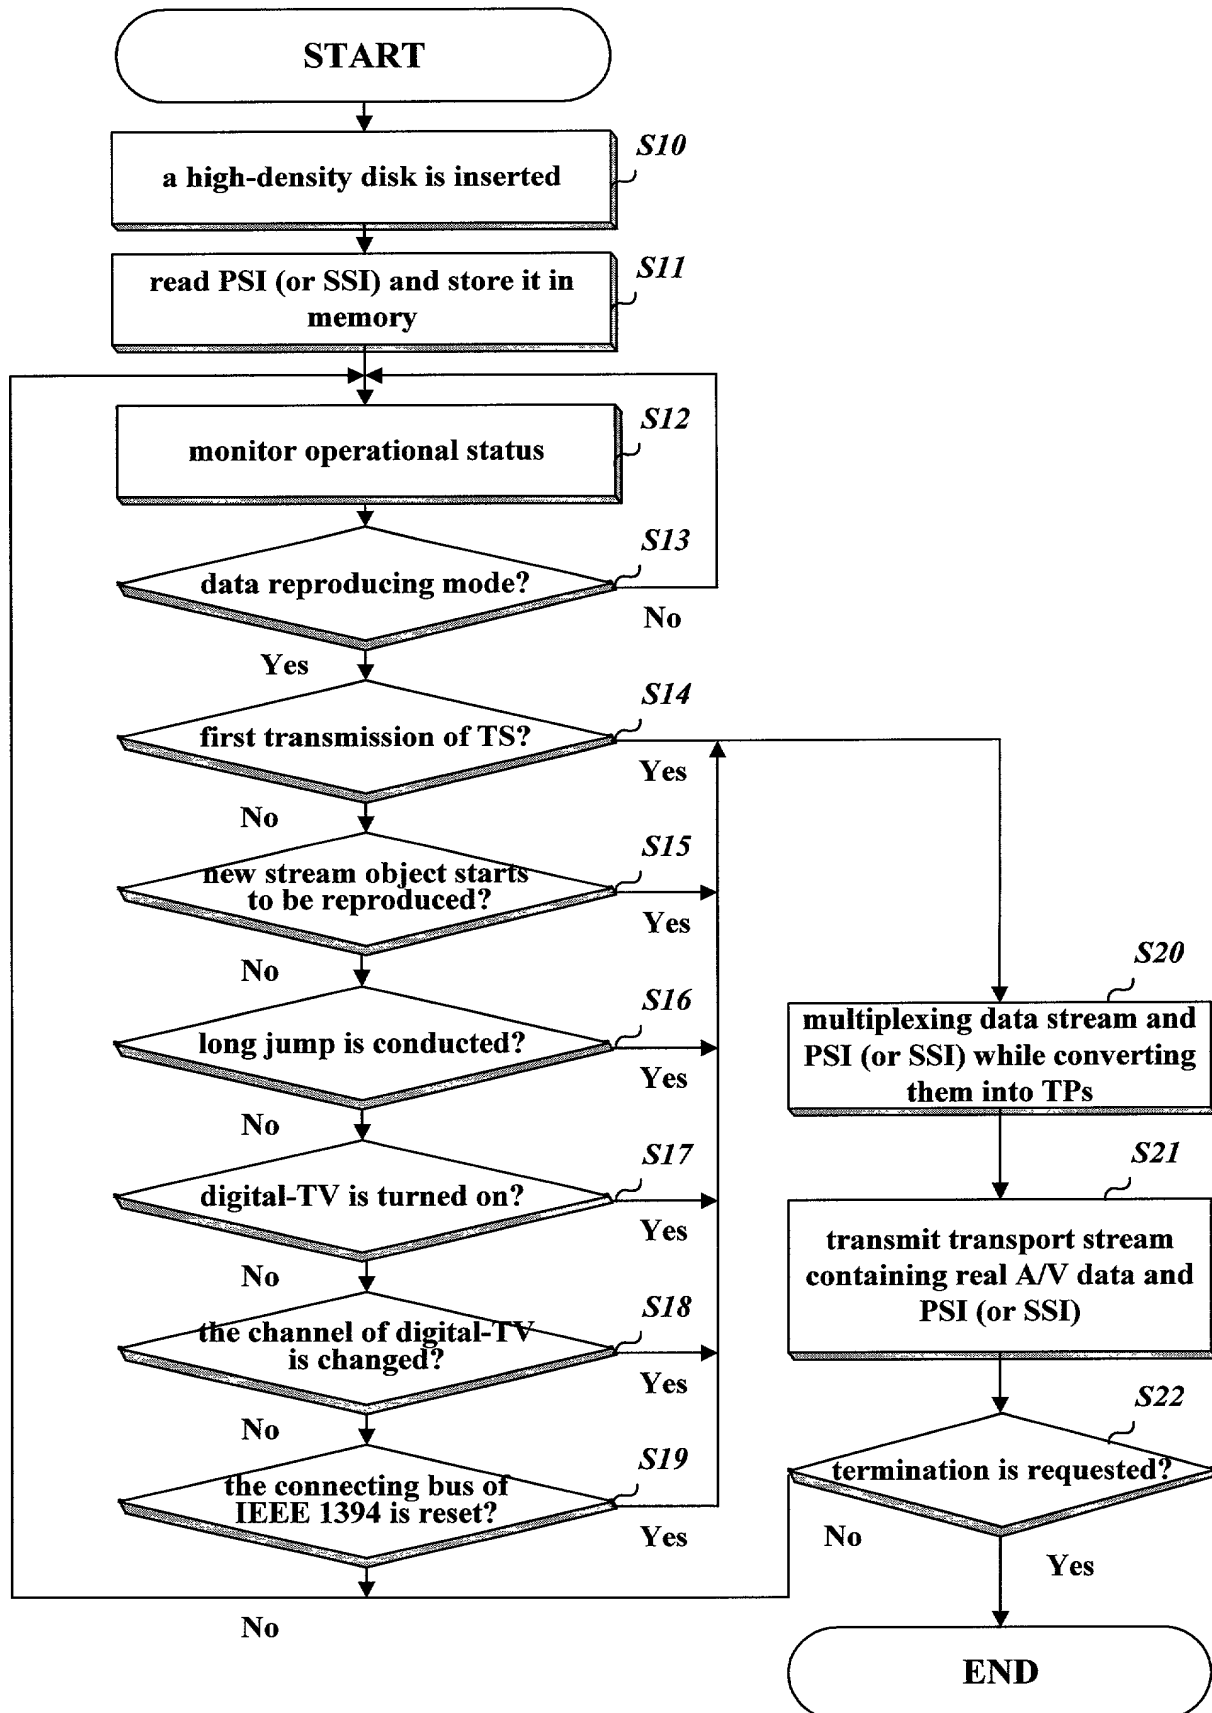 START
S10
a high-density disk is inserted
S11
read PSI (or SSI) and store it in
memory
S12
monitor operational status
S13
data reproducing mode?
No
Yes
S14
first transmission of TS?
Yes
No
S15
new stream object starts
to be reproduced?
Yes
No
S16
long jump is conducted?
Yes
No
S17
digital-TV is turned on?
Yes
No
S18
the channel of digital-TV
is changed?
Yes
No
S19
the connecting bus of
IEEE 1394 is reset?
Yes
No
S20
multiplexing data stream and
PSI (or SSI) while converting
them into TPs
S21
transmit transport stream
containing real A/V data and
PSI (or SSI)
S22
termination is requested?
No
Yes
END